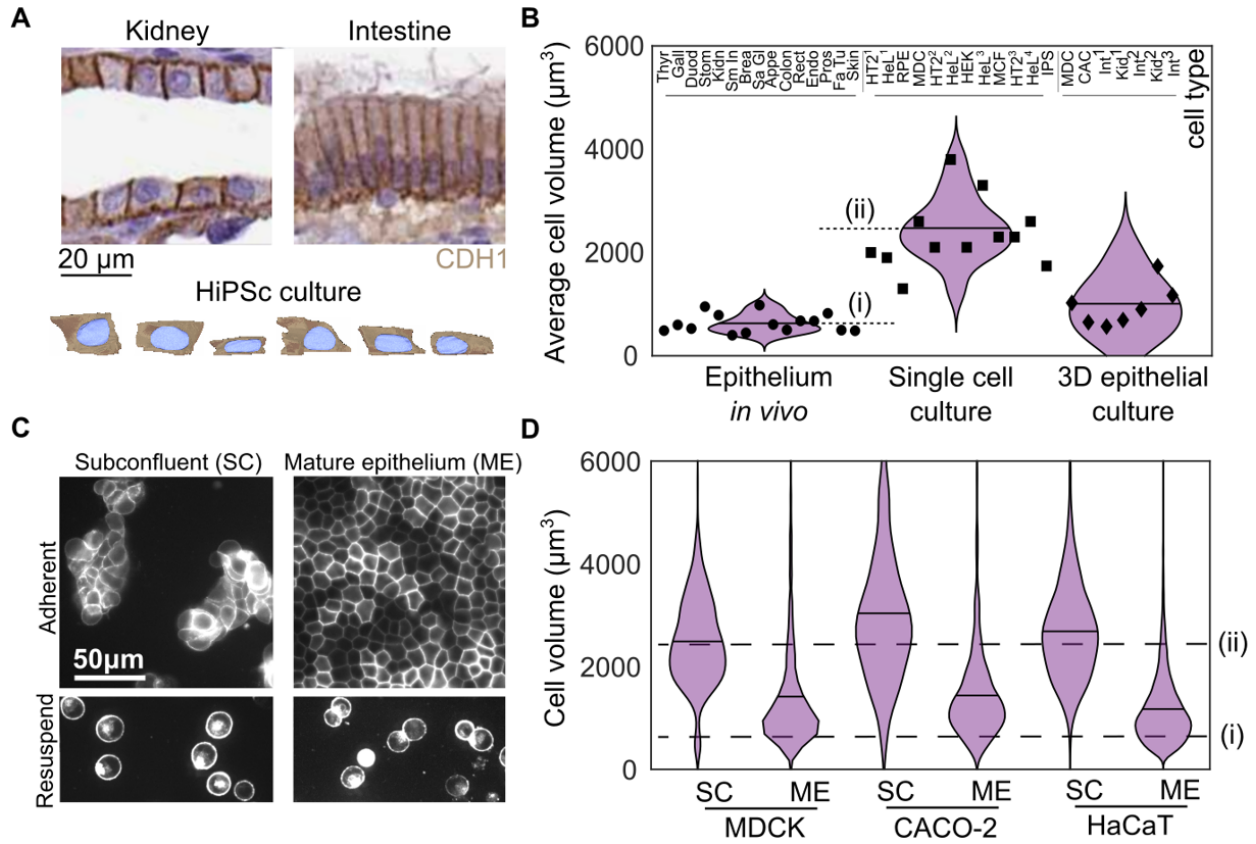 A
Kidney
Intestine
20 µm
CDH1
HiPSc culture
B
Average cell volume (µm³)
6000
4000
2000
0
Thyr
Gall
Duod
Stom
Kidn
Sm In
Brea
Sa Gl
Appe
Colon
Rect
Endo
Pros
Fa Tu
Skin
HT2¹
HeL¹
RPE
MDC
HT2²
HeL²
HEK
HeL³
MCF
HT2³
HeL⁴
IPS
MDC
CAC
Int¹
Kid¹
Int²
Kid²
Int³
cell type
(ii)
(i)
Epithelium
in vivo
Single cell
culture
3D epithelial
culture
C
Subconfluent (SC)
Mature epithelium (ME)
Adherent
50µm
Resuspend
D
Cell volume (µm³)
6000
4000
2000
0
(ii)
(i)
SC
ME
SC
ME
SC
ME
MDCK
CACO-2
HaCaT